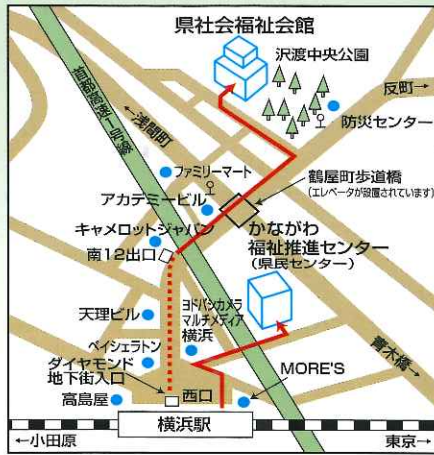 県社会福祉会館
沢渡中央公園
反町→
首都高速一号線
←浅間町
防災センター
ファミリーマート
鶴屋町歩道橋
(エレベータが設置されています)
アカデミービル
キャメロットジャパン
かながわ
福祉推進センター
(県民センター)
南12出口
天理ビル
ヨドバシカメラ
マルチメディア
横浜
青木橋
ベイシェラトン
ダイヤモンド
地下街入口
MORE'S
西口
高島屋
横浜駅
←小田原
東京→